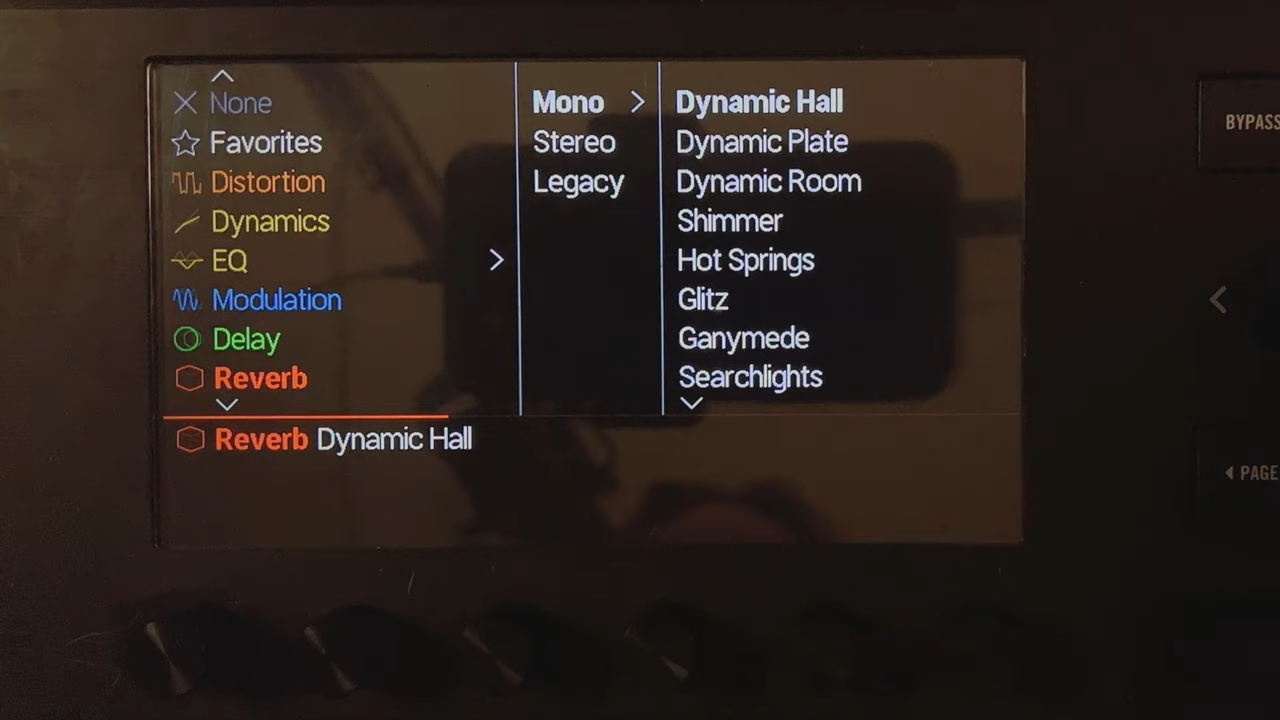 None
Favorites
Distortion
Dynamics
EQ
Modulation
Delay
Reverb
Mono
Stereo
Legacy
Dynamic Hall
Dynamic Plate
Dynamic Room
Shimmer
Hot Springs
Glitz
Ganymede
Searchlights
Reverb Dynamic Hall
BYPASS
PAGE